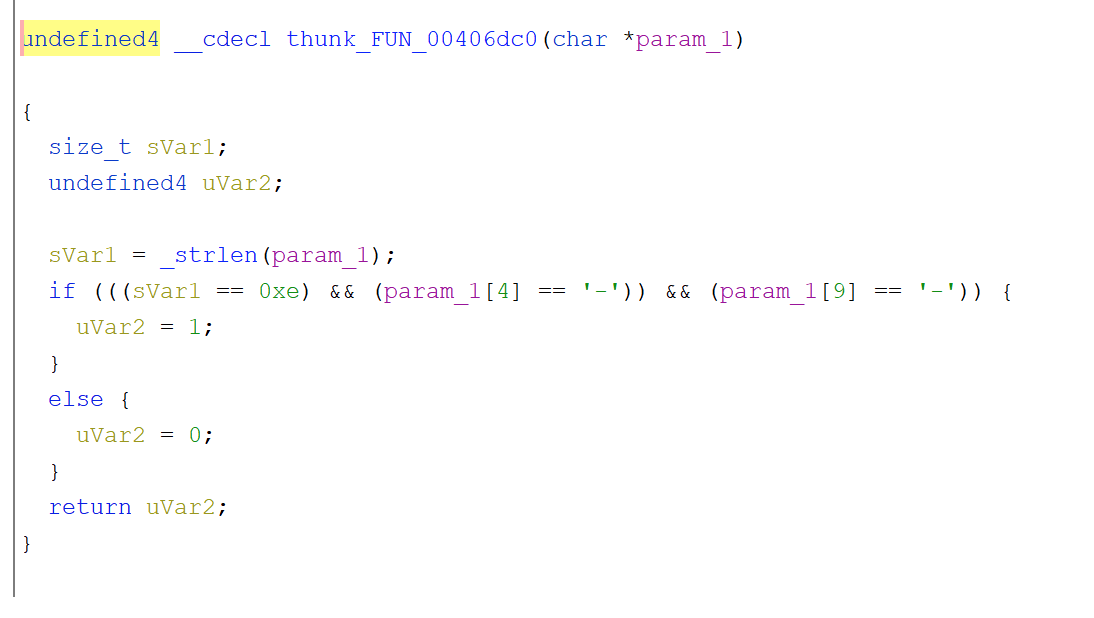 undefined4 __cdecl thunk_FUN_00406dc0(char *param_1)
{
size_t sVar1;
undefined4 uVar2;
sVar1 = _strlen(param_1);
if (((sVar1 == 0xe) && (param_1[4] == '-')) && (param_1[9] == '-')) {
uVar2 = 1;
}
else {
uVar2 = 0;
}
return uVar2;
}